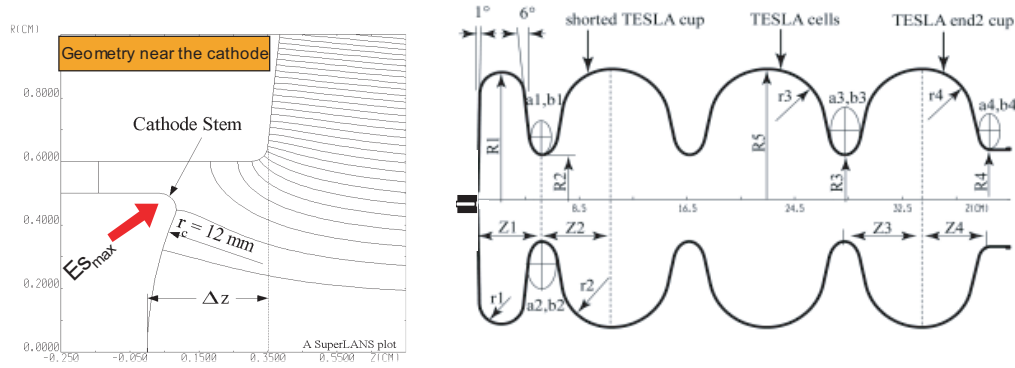 R(CM)
Geometry near the cathode
0.8000
Cathode Stem
0.6000
0.4000
r_c = 12 mm
Es_max
0.2000
Δz
0.0000
A SuperLANS plot
-0.250
-0.050
0.1500
0.3500
0.5500
Z(CM)
1°
6°
shorted TESLA cup
TESLA cells
TESLA end2 cup
a1,b1
r3
a3,b3
r4
a4,b4
R1
R2
R5
R3
R4
8.5
16.5
24.5
32.5
Z(CM)
Z1
Z2
Z3
Z4
r1
a2,b2
r2